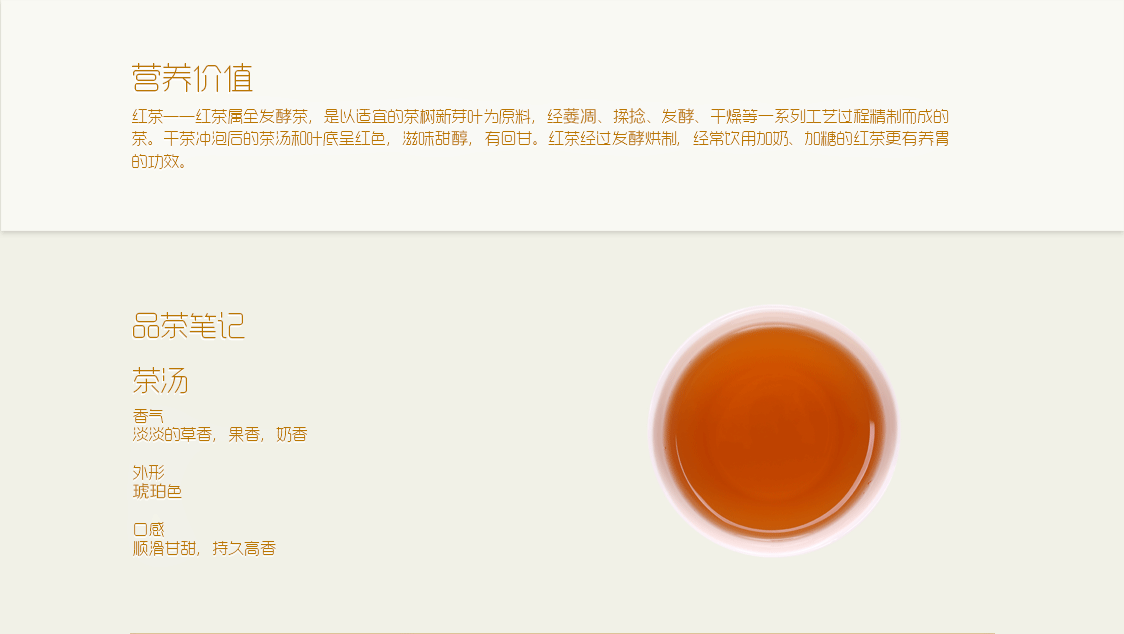 营养价值
红茶——红茶属全发酵茶，是以适宜的茶树新芽叶为原料，经萎凋、揉捻、发酵、干燥等一系列工艺过程精制而成的
茶。干茶冲泡后的茶汤和叶底呈红色，滋味甜醇，有回甘。红茶经过发酵烘制，经常饮用加奶、加糖的红茶更有养胃
的功效。
品茶笔记
茶汤
香气
淡淡的草香，果香，奶香
外形
琥珀色
口感
顺滑甘甜，持久高香